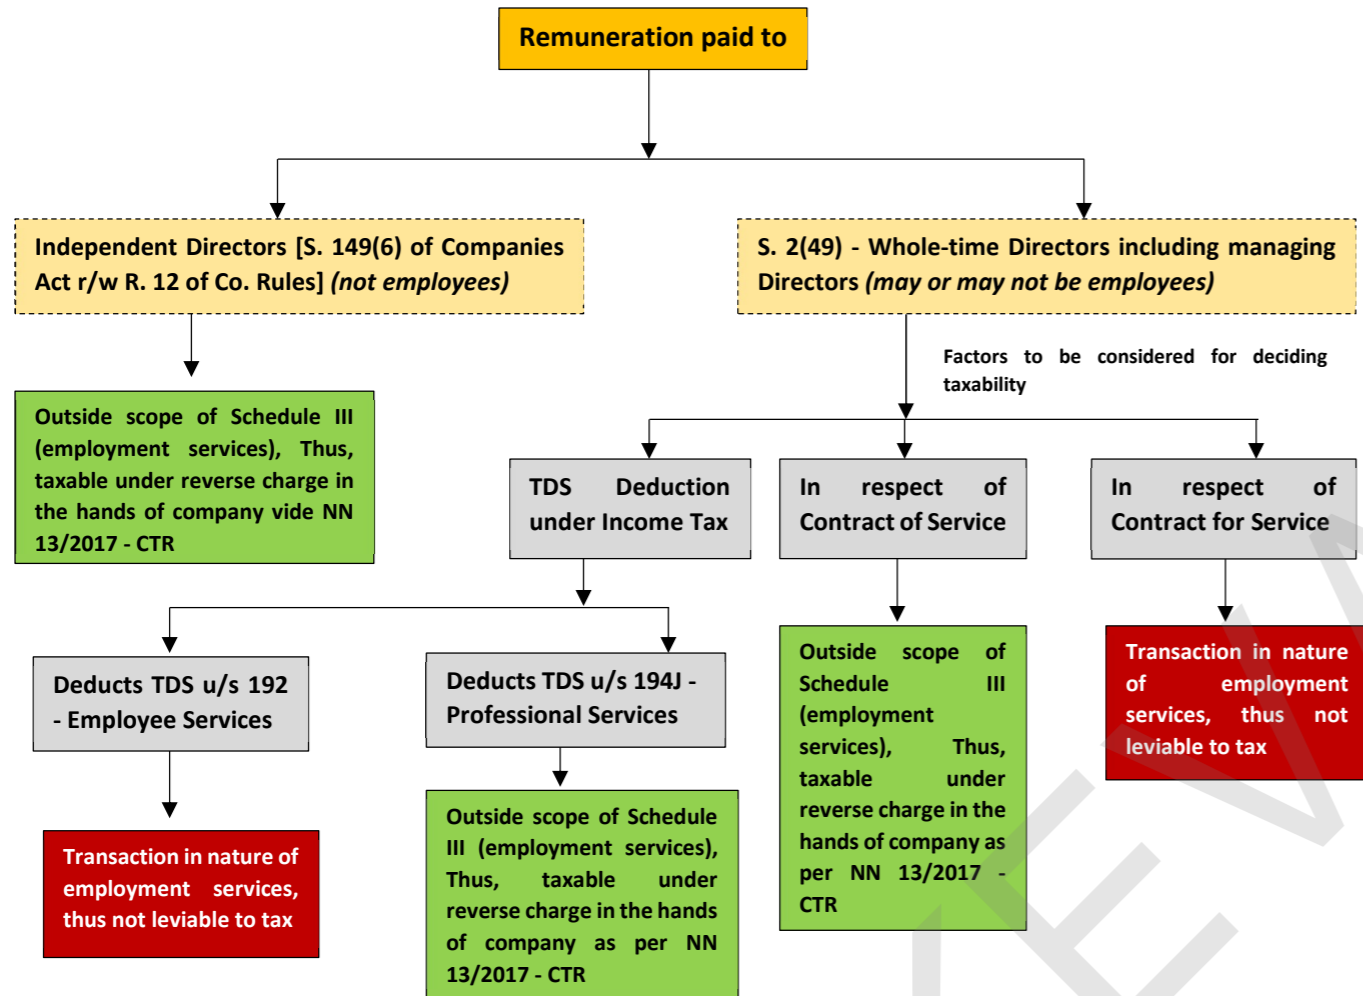 Remuneration paid to
Independent Directors [S. 149(6) of Companies
Act r/w R. 12 of Co. Rules] (not employees)
S. 2(49) - Whole-time Directors including managing
Directors (may or may not be employees)
Factors to be considered for deciding
taxability
Outside scope of Schedule III
(employment services), Thus,
taxable under reverse charge in
the hands of company vide NN
13/2017 - CTR
TDS Deduction
under Income Tax
In respect of
Contract of Service
In respect of
Contract for Service
Deducts TDS u/s 192
- Employee Services
Deducts TDS u/s 194J -
Professional Services
Outside scope of
Schedule III
(employment
services), Thus,
taxable under
reverse charge in the
hands of company as
per NN 13/2017 -
CTR
Transaction in nature
of employment
services, thus not
leviable to tax
Transaction in nature of
employment services,
thus not leviable to tax
Outside scope of Schedule
III (employment services),
Thus, taxable under
reverse charge in the hands
of company as per NN
13/2017 - CTR